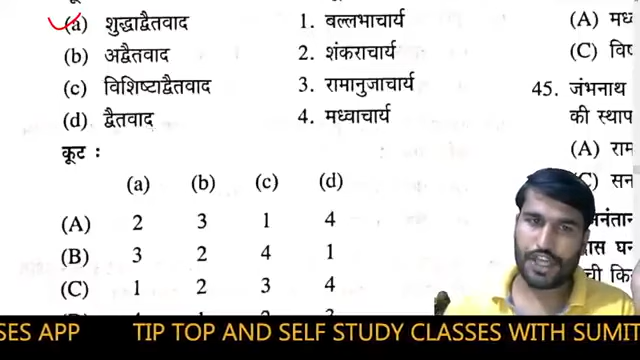 (a) शुद्धाद्वैतवाद 1. बल्लभाचार्य
(b) अद्वैतवाद 2. शंकराचार्य
(c) विशिष्टाद्वैतवाद 3. रामानुजाचार्य
(d) द्वैतवाद 4. मध्वाचार्य
कूट :
(a) (b) (c) (d)
(A) 2 3 1 4
(B) 3 2 4 1
(C) 1 2 3 4
(A) मध्
(C) विष
45. जंभनाथ
की स्थाप
(A) राम
C) सन
SES APP TIP TOP AND SELF STUDY CLASSES WITH SUMIT